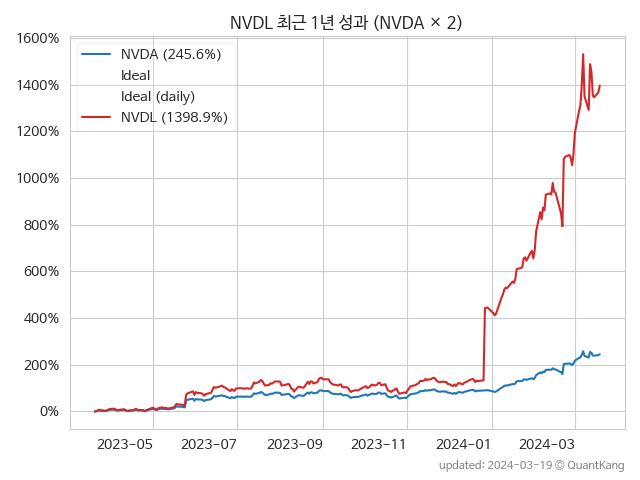 NVDL 최근 1년 성과 (NVDA × 2)
1600%
1400%
1200%
1000%
800%
600%
400%
200%
0%
NVDA (245.6%)
Ideal
Ideal (daily)
NVDL (1398.9%)
2023-05
2023-07
2023-09
2023-11
2024-01
2024-03
updated: 2024-03-19 © QuantKang